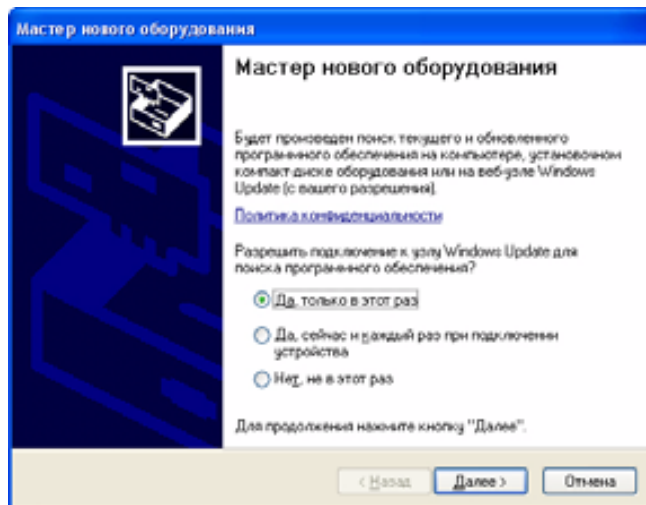 Мастер нового оборудования
Мастер нового оборудования
Будет произведен поиск текущего и обновленного
программного обеспечения на компьютере, установочном
компакт-диске оборудования или на веб-узле Windows
Update (с вашего разрешения).
Политика конфиденциальности
Разрешить подключение к узлу Windows Update для
поиска программного обеспечения?
Да, только в этот раз
Да, сейчас и каждый раз при подключении
устройства
Нет, не в этот раз
Для продолжения нажмите кнопку "Далее".
< Назад Далее > Отмена